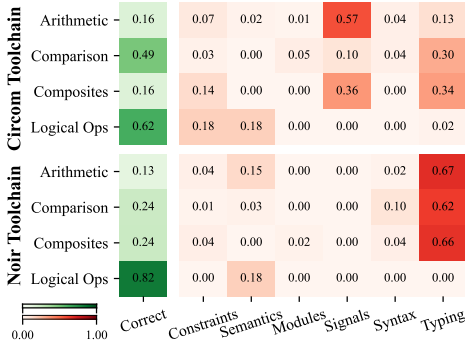 Circom Toolchain
Arithmetic 0.16 0.07 0.02 0.01 0.57 0.04 0.13
Comparison 0.49 0.03 0.00 0.05 0.10 0.04 0.30
Composites 0.16 0.14 0.00 0.00 0.36 0.00 0.34
Logical Ops 0.62 0.18 0.18 0.00 0.00 0.00 0.02
Noir Toolchain
Arithmetic 0.13 0.04 0.15 0.00 0.00 0.02 0.67
Comparison 0.24 0.01 0.03 0.00 0.00 0.10 0.62
Composites 0.24 0.04 0.00 0.02 0.00 0.04 0.66
Logical Ops 0.82 0.00 0.18 0.00 0.00 0.00 0.00
Correct Constraints Semantics Modules Signals Syntax Typing
0.00 1.00